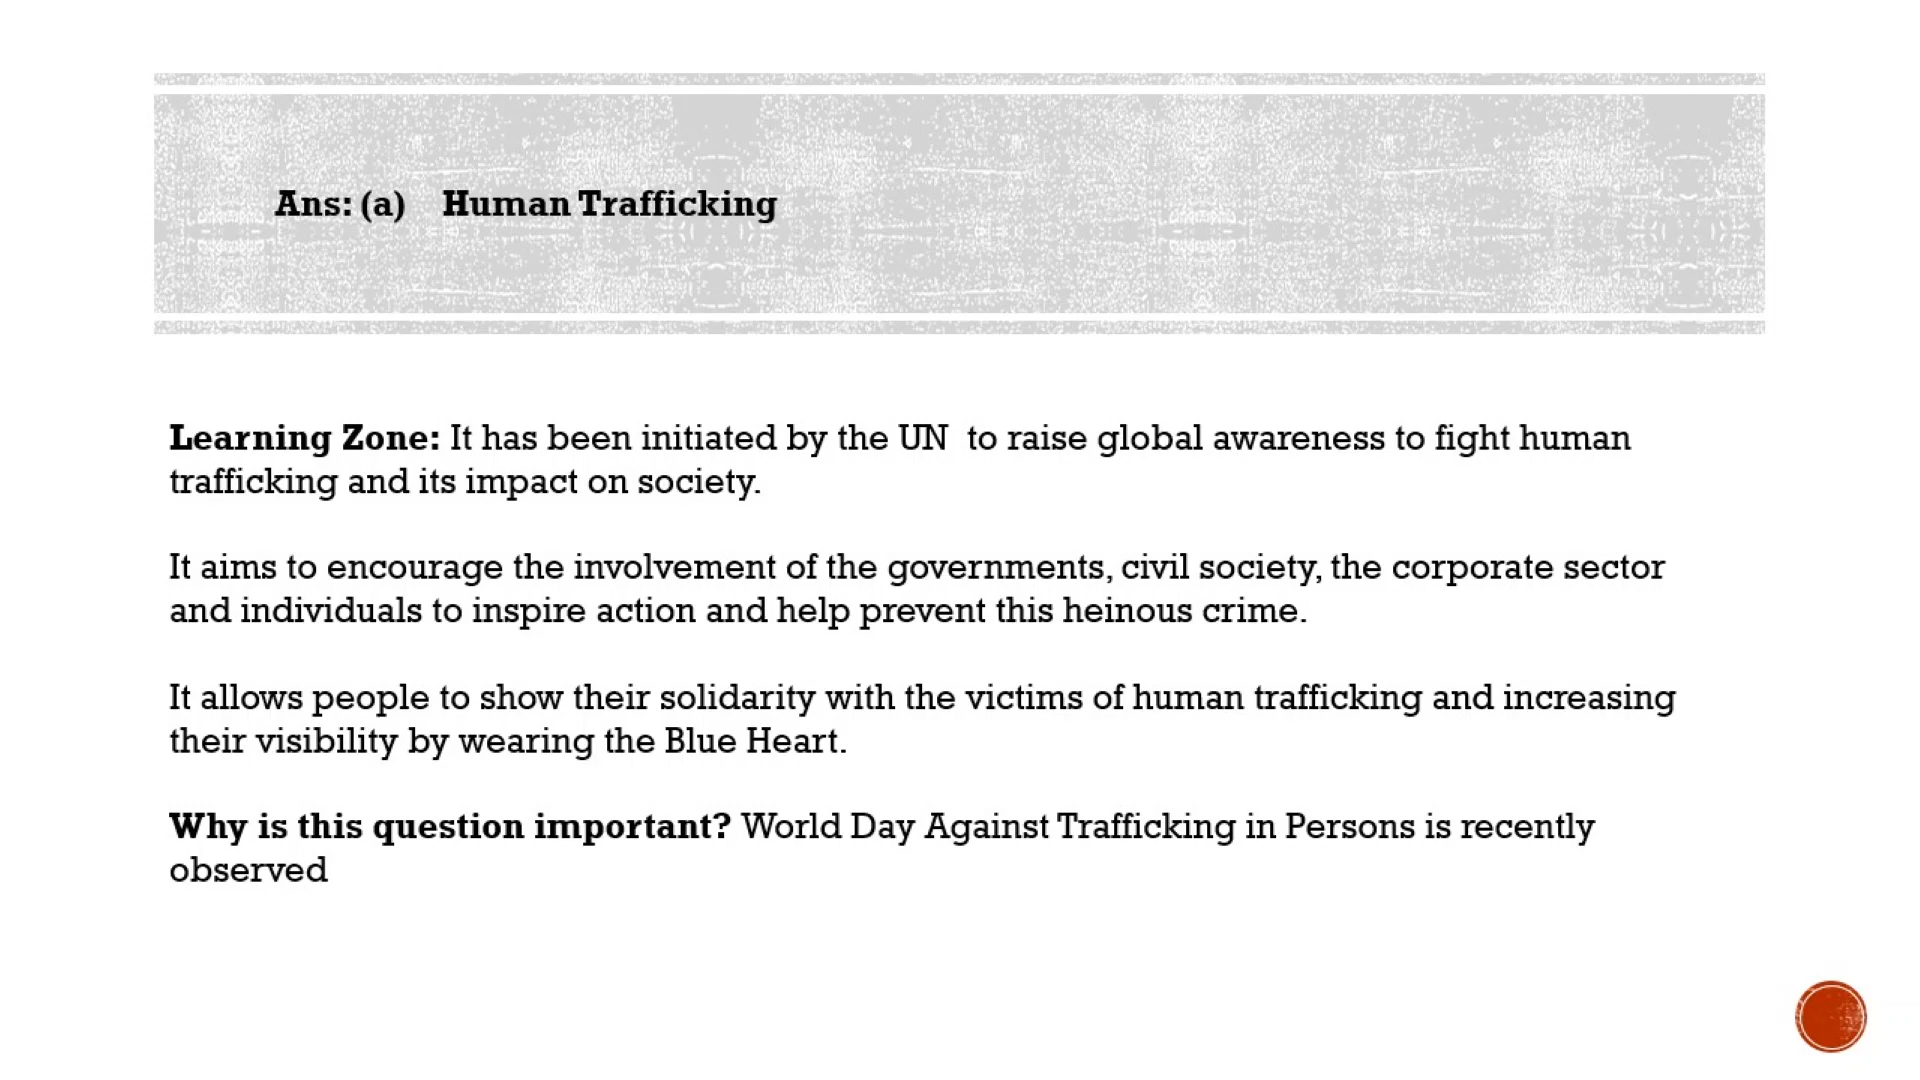 Ans: (a) Human Trafficking
Learning Zone: It has been initiated by the UN to raise global awareness to fight human
trafficking and its impact on society.
It aims to encourage the involvement of the governments, civil society, the corporate sector
and individuals to inspire action and help prevent this heinous crime.
It allows people to show their solidarity with the victims of human trafficking and increasing
their visibility by wearing the Blue Heart.
Why is this question important? World Day Against Trafficking in Persons is recently
observed